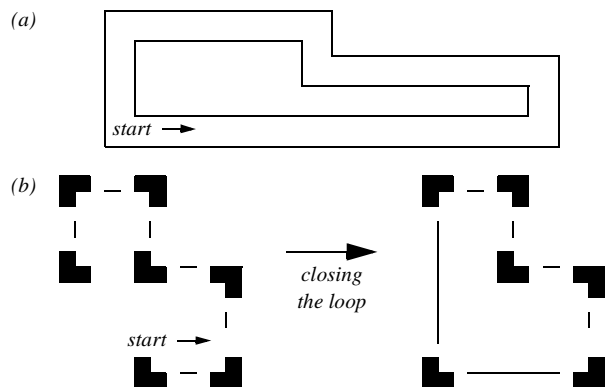 (a)
start
(b)
closing
the loop
start